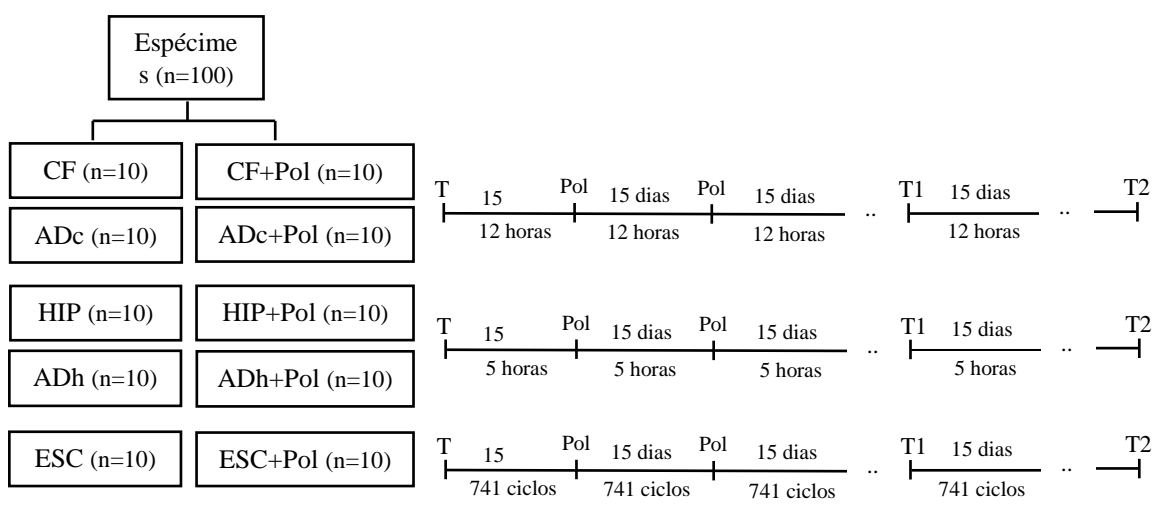 Espécime
s (n=100)
CF (n=10)
CF+Pol (n=10)
ADc (n=10)
ADc+Pol (n=10)
T 15 Pol 15 dias Pol 15 dias .. T1 15 dias .. T2
12 horas 12 horas 12 horas 12 horas
HIP (n=10)
HIP+Pol (n=10)
ADh (n=10)
ADh+Pol (n=10)
T 15 Pol 15 dias Pol 15 dias .. T1 15 dias .. T2
5 horas 5 horas 5 horas 5 horas
ESC (n=10)
ESC+Pol (n=10)
T 15 Pol 15 dias Pol 15 dias .. T1 15 dias .. T2
741 ciclos 741 ciclos 741 ciclos 741 ciclos